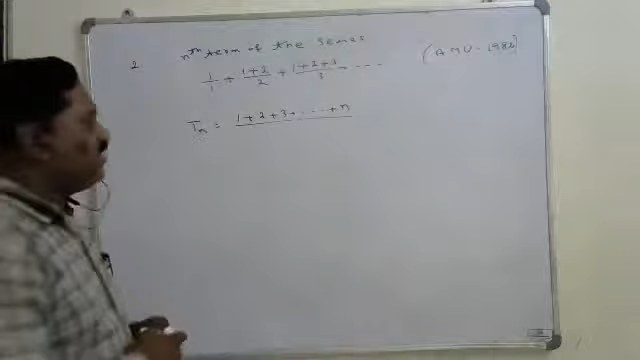 2 nth term of the series (AMU - 1982)
1/1 + 1+2/2 + 1+2+3/3 + ----
Tn = 1+2+3+.....+n